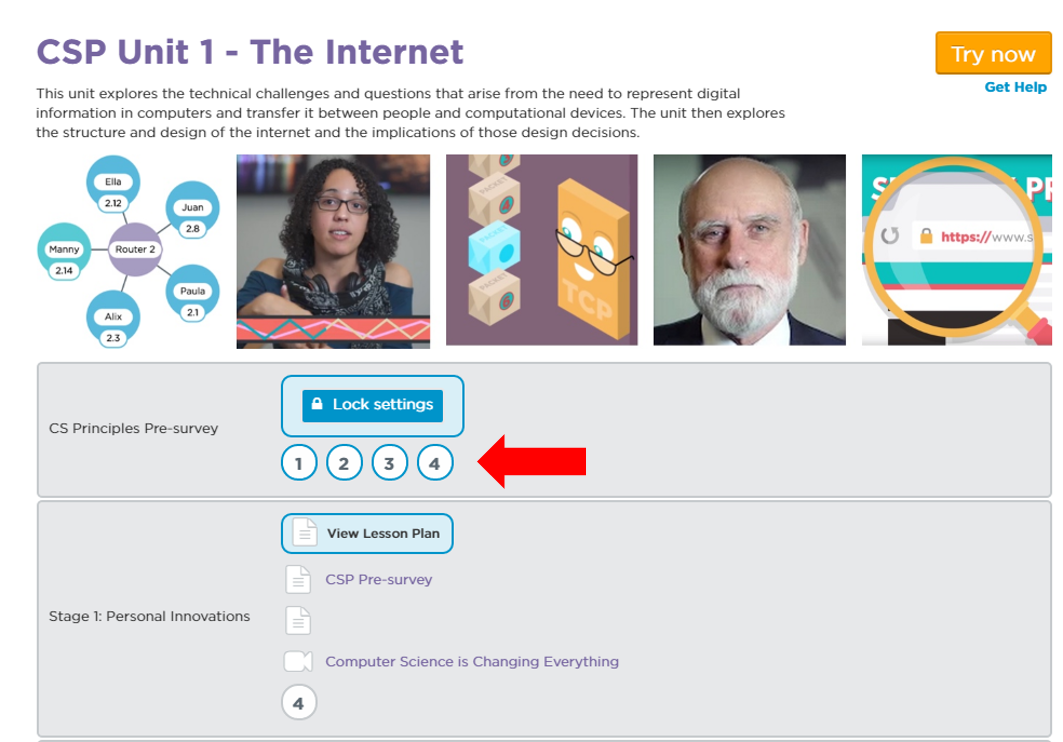 CSP Unit 1 - The Internet
Try now
Get Help
This unit explores the technical challenges and questions that arise from the need to represent digital
information in computers and transfer it between people and computational devices. The unit then explores
the structure and design of the internet and the implications of those design decisions.
Ella
2.12
Juan
2.8
Manny
2.14
Router 2
Paula
2.1
Alix
2.3
PACKET
4
PACKET
6
TCP
https://www.s
CS Principles Pre-survey
Lock settings
1 2 3 4
Stage 1: Personal Innovations
View Lesson Plan
CSP Pre-survey
Computer Science is Changing Everything
4